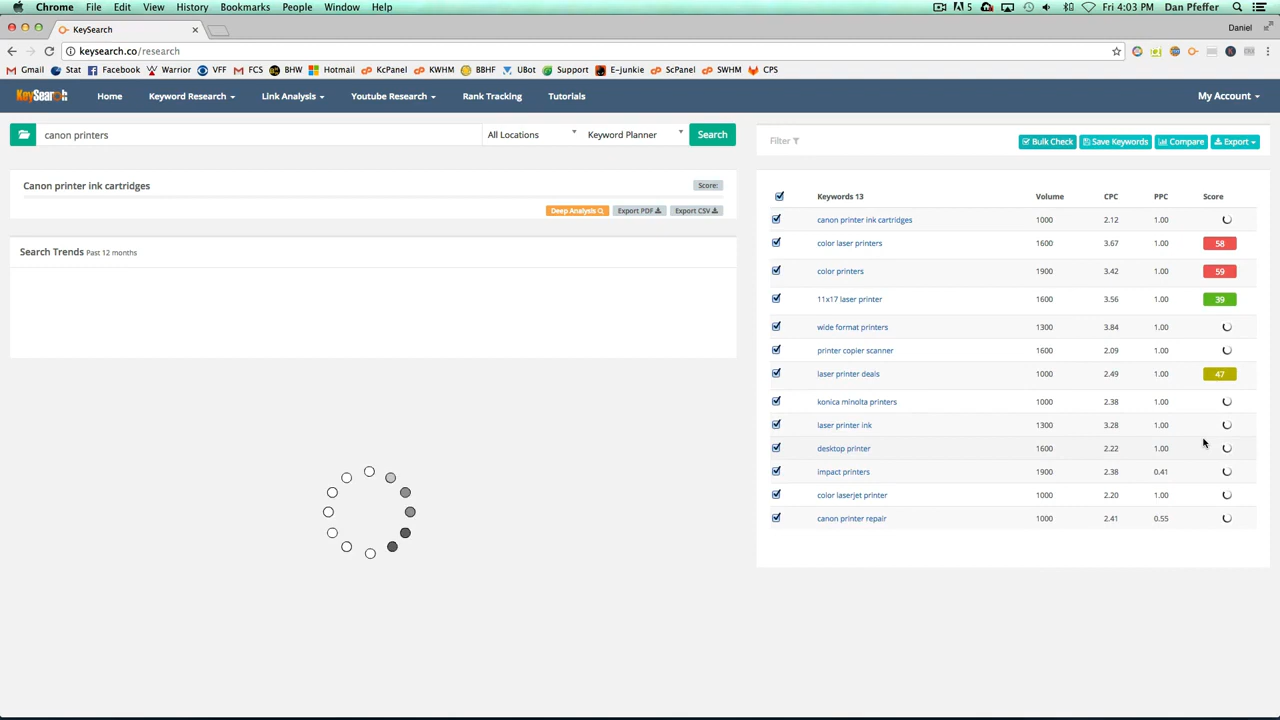 Chrome File Edit View History Bookmarks People Window Help 5 Fri 4:03 PM Dan Pfeffer
KeySearch Daniel
keysearch.co/research
Gmail Stat Facebook Warrior VFF FCS BHW Hotmail KcPanel KWHM BBHF UBot Support E-junkie ScPanel SWHM CPS
KeySearch Home Keyword Research Link Analysis Youtube Research Rank Tracking Tutorials My Account
canon printers All Locations Keyword Planner Search
Filter Bulk Check Save Keywords Compare Export
Canon printer ink cartridges Score:
Deep Analysis Export PDF Export CSV
Search Trends Past 12 months
Keywords 13 Volume CPC PPC Score
canon printer ink cartridges 1000 2.12 1.00
color laser printers 1600 3.67 1.00 58
color printers 1900 3.42 1.00 59
11x17 laser printer 1600 3.56 1.00 39
wide format printers 1300 3.84 1.00
printer copier scanner 1600 2.09 1.00
laser printer deals 1000 2.49 1.00 47
konica minolta printers 1000 2.38 1.00
laser printer ink 1300 3.28 1.00
desktop printer 1600 2.22 1.00
impact printers 1900 2.38 0.41
color laserjet printer 1000 2.20 1.00
canon printer repair 1000 2.41 0.55